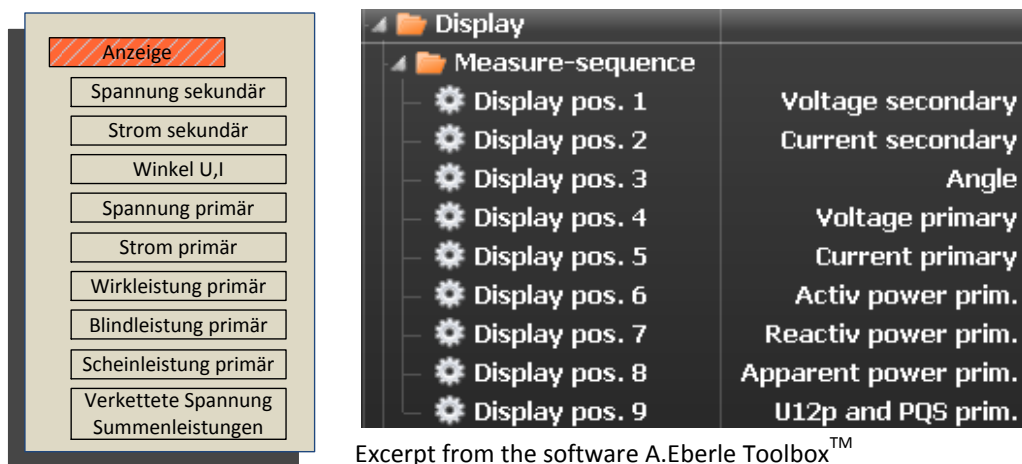 Anzeige
Spannung sekundär
Strom sekundär
Winkel U,I
Spannung primär
Strom primär
Wirkleistung primär
Blindleistung primär
Scheinleistung primär
Verkettete Spannung
Summenleistungen
Display
Measure-sequence
Display pos. 1 Voltage secondary
Display pos. 2 Current secondary
Display pos. 3 Angle
Display pos. 4 Voltage primary
Display pos. 5 Current primary
Display pos. 6 Activ power prim.
Display pos. 7 Reactiv power prim.
Display pos. 8 Apparent power prim.
Display pos. 9 U12p and PQS prim.
Excerpt from the software A.Eberle Toolbox™